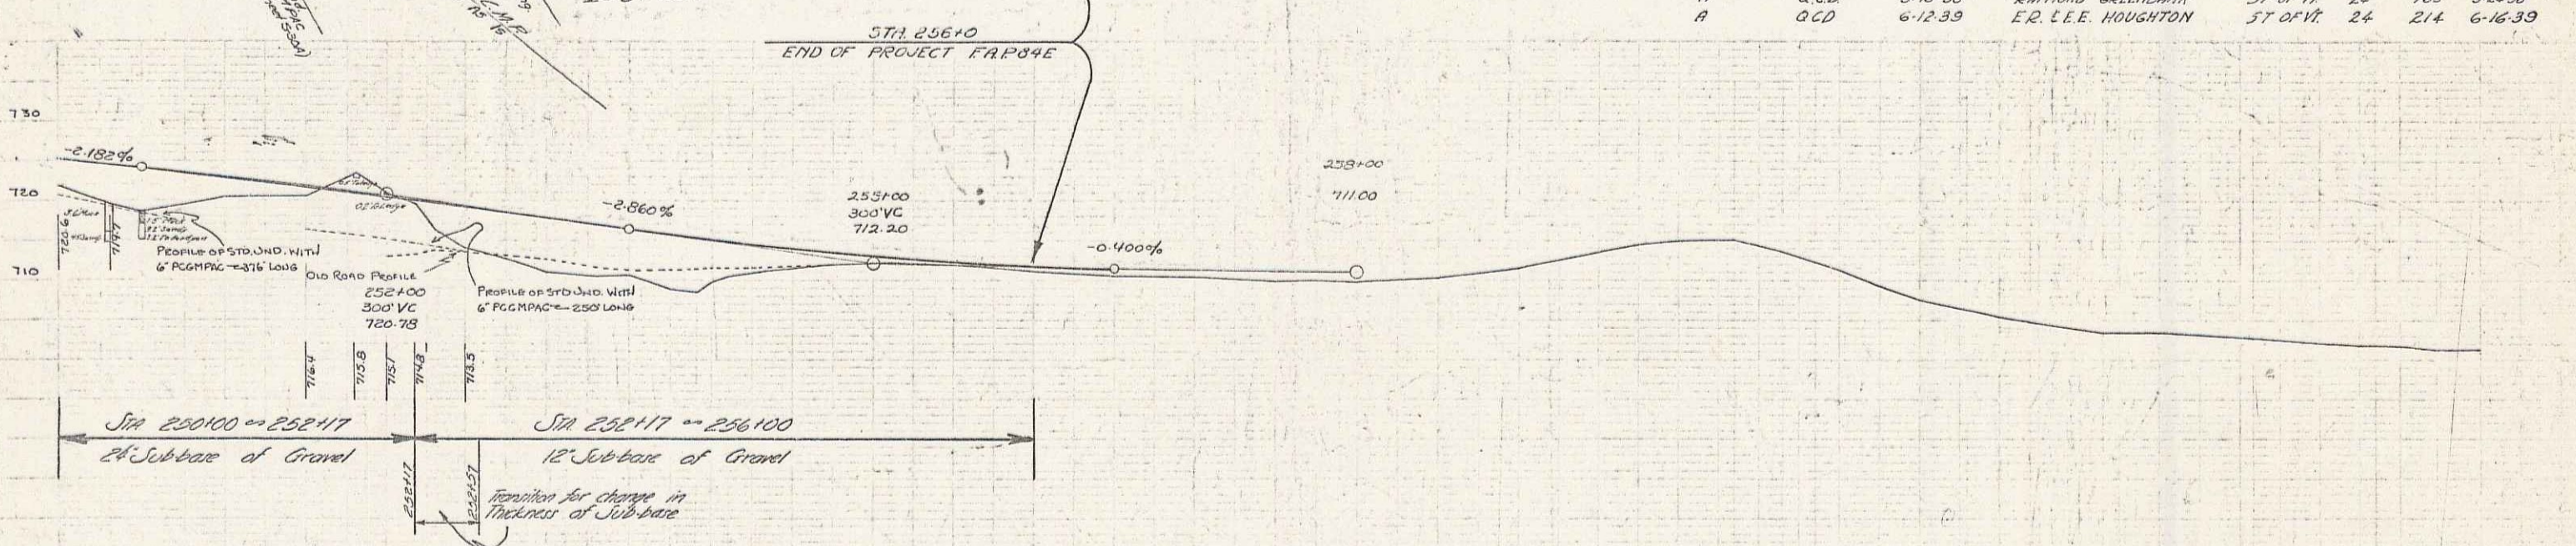 A QCD 6-12-39 E.R. & E.E. HOUGHTON ST OF VT. 24 214 6-16-39
STA. 256+0
END OF PROJECT F.A.P. 84E
730
720
710
-2.182%
-2.860%
-0.400%
255+00
300' VC
712.20
258+00
711.00
720.6
719.7
PROFILE OF STD. UND. WITH
6" PCGMPAC 376' LONG
OLD ROAD PROFILE
252+00
300' VC
720.78
PROFILE OF STD UND. WITH
6" PCGMPAC 250' LONG
716.4
715.8
715.1
714.8
713.5
STA 250+00 252+17
24" Sub-base of Gravel
STA. 252+17 256+00
12" Sub-base of Gravel
252+17
252+57
Transition for change in
Thickness of Sub-base